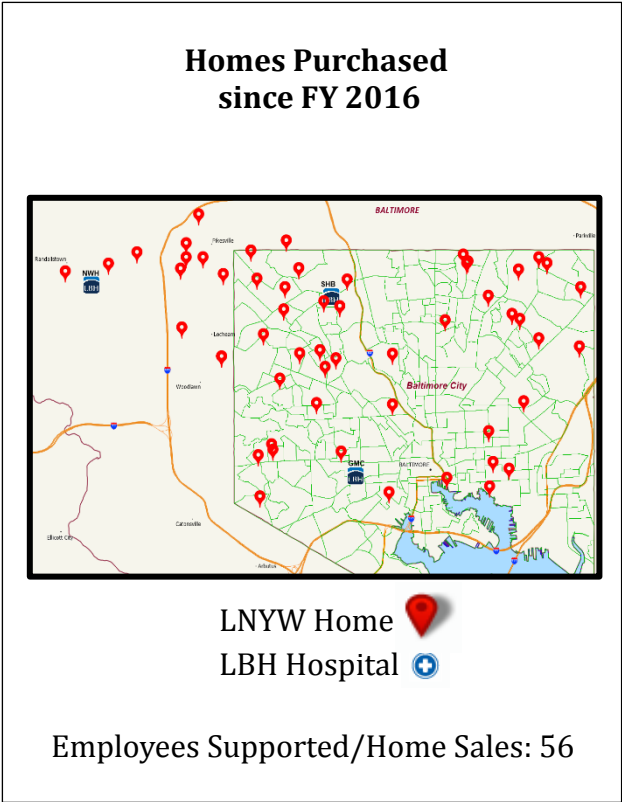 Homes Purchased
since FY 2016
BALTIMORE
Parkville
Pikesville
Randallstown
NWH
LBH
SHB
LBH
Lochearn
Woodlawn
Baltimore City
GMC
LBH
BALTIMORE
Catonsville
Ellicott City
Arbutus
LNYW Home
LBH Hospital
Employees Supported/Home Sales: 56